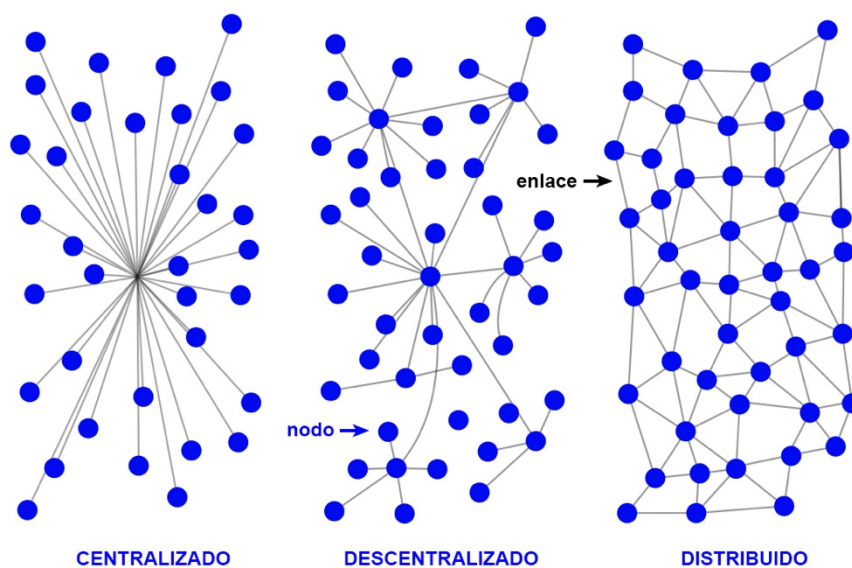 enlace
nodo
CENTRALIZADO
DESCENTRALIZADO
DISTRIBUIDO